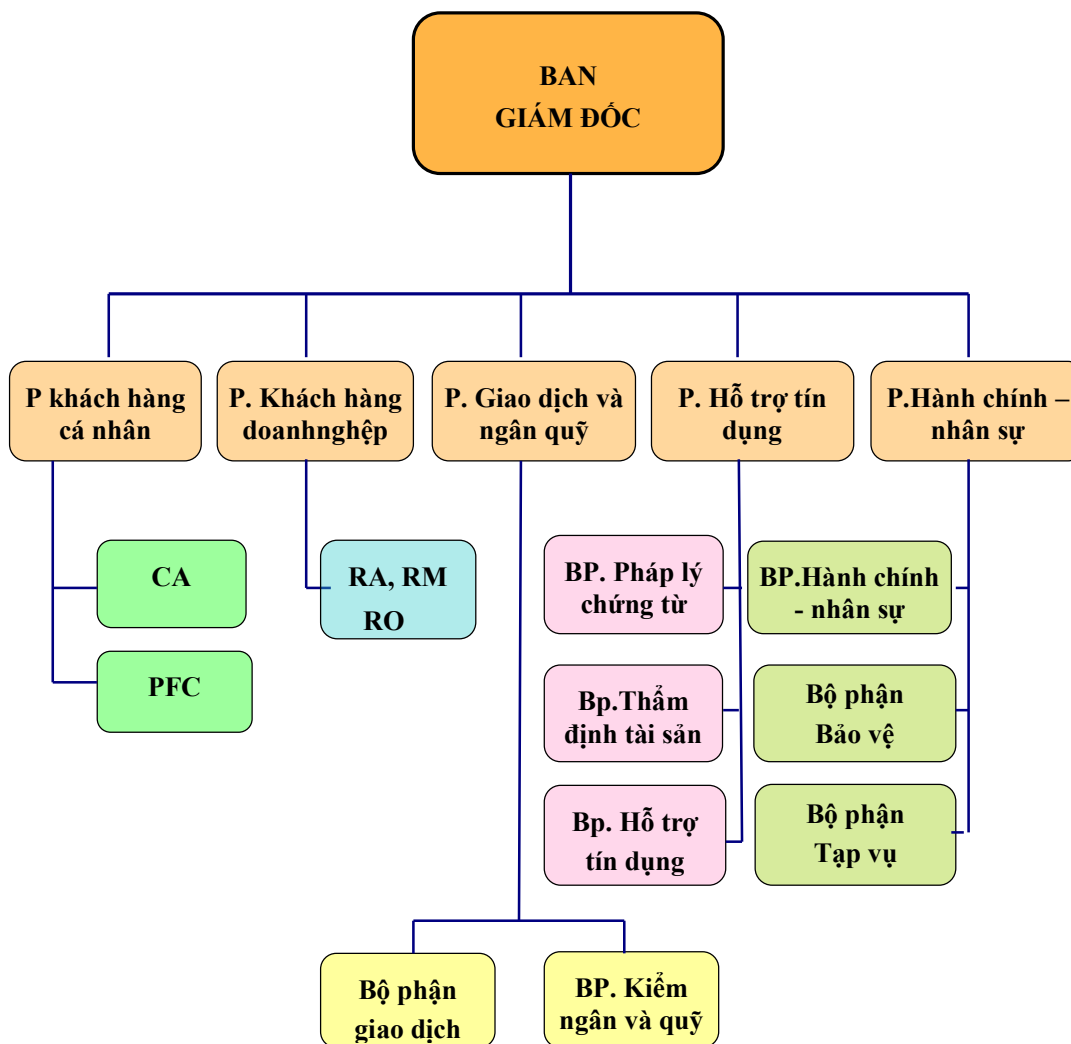 BAN
GIÁM ĐỐC
P khách hàng
cá nhân
P. Khách hàng
doanhnghệp
P. Giao dịch và
ngân quỹ
P. Hỗ trợ tín
dụng
P.Hành chính –
nhân sự
CA
PFC
RA, RM
RO
BP. Pháp lý
chứng từ
Bp.Thẩm
định tài sản
Bp. Hỗ trợ
tín dụng
BP.Hành chính
- nhân sự
Bộ phận
Bảo vệ
Bộ phận
Tạp vụ
Bộ phận
giao dịch
BP. Kiểm
ngân và quỹ